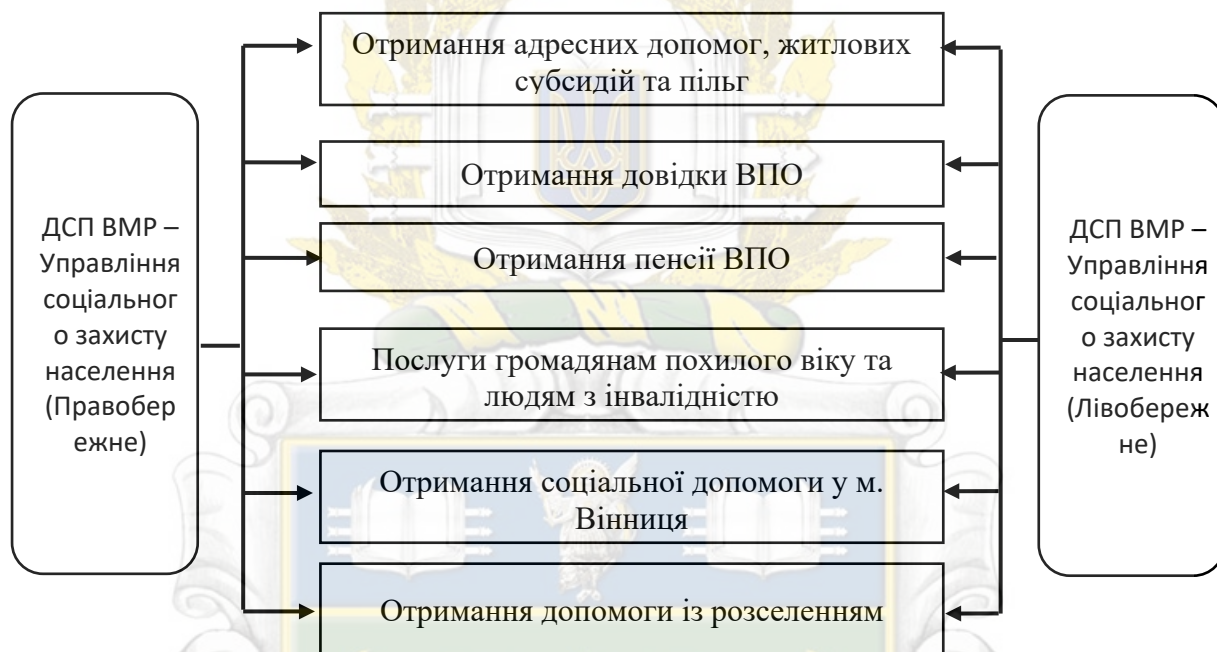 Отримання адресних допомог, житлових
субсидій та пільг
Отримання довідки ВПО
Отримання пенсії ВПО
Послуги громадянам похилого віку та
людям з інвалідністю
Отримання соціальної допомоги у м.
Вінниця
Отримання допомоги із розселенням
ДСП ВМР –
Управління
соціальног
о захисту
населення
(Правобер
ежне)
ДСП ВМР –
Управління
соціальног
о захисту
населення
(Лівобереж
не)